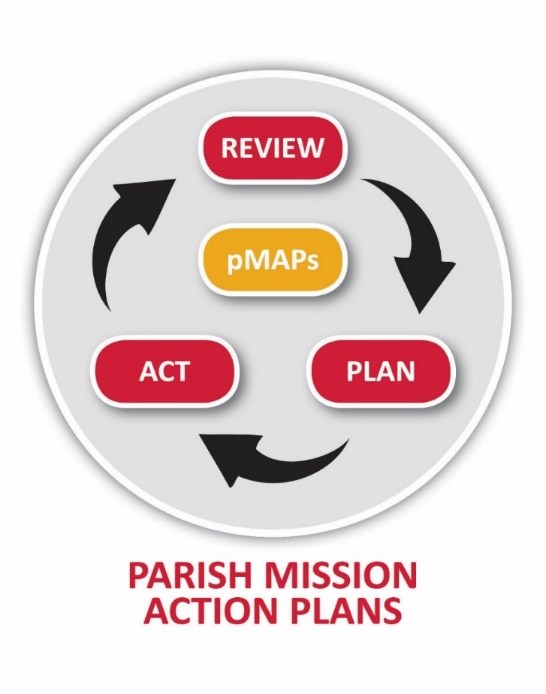 REVIEW
pMAPs
ACT
PLAN
PARISH MISSION
ACTION PLANS